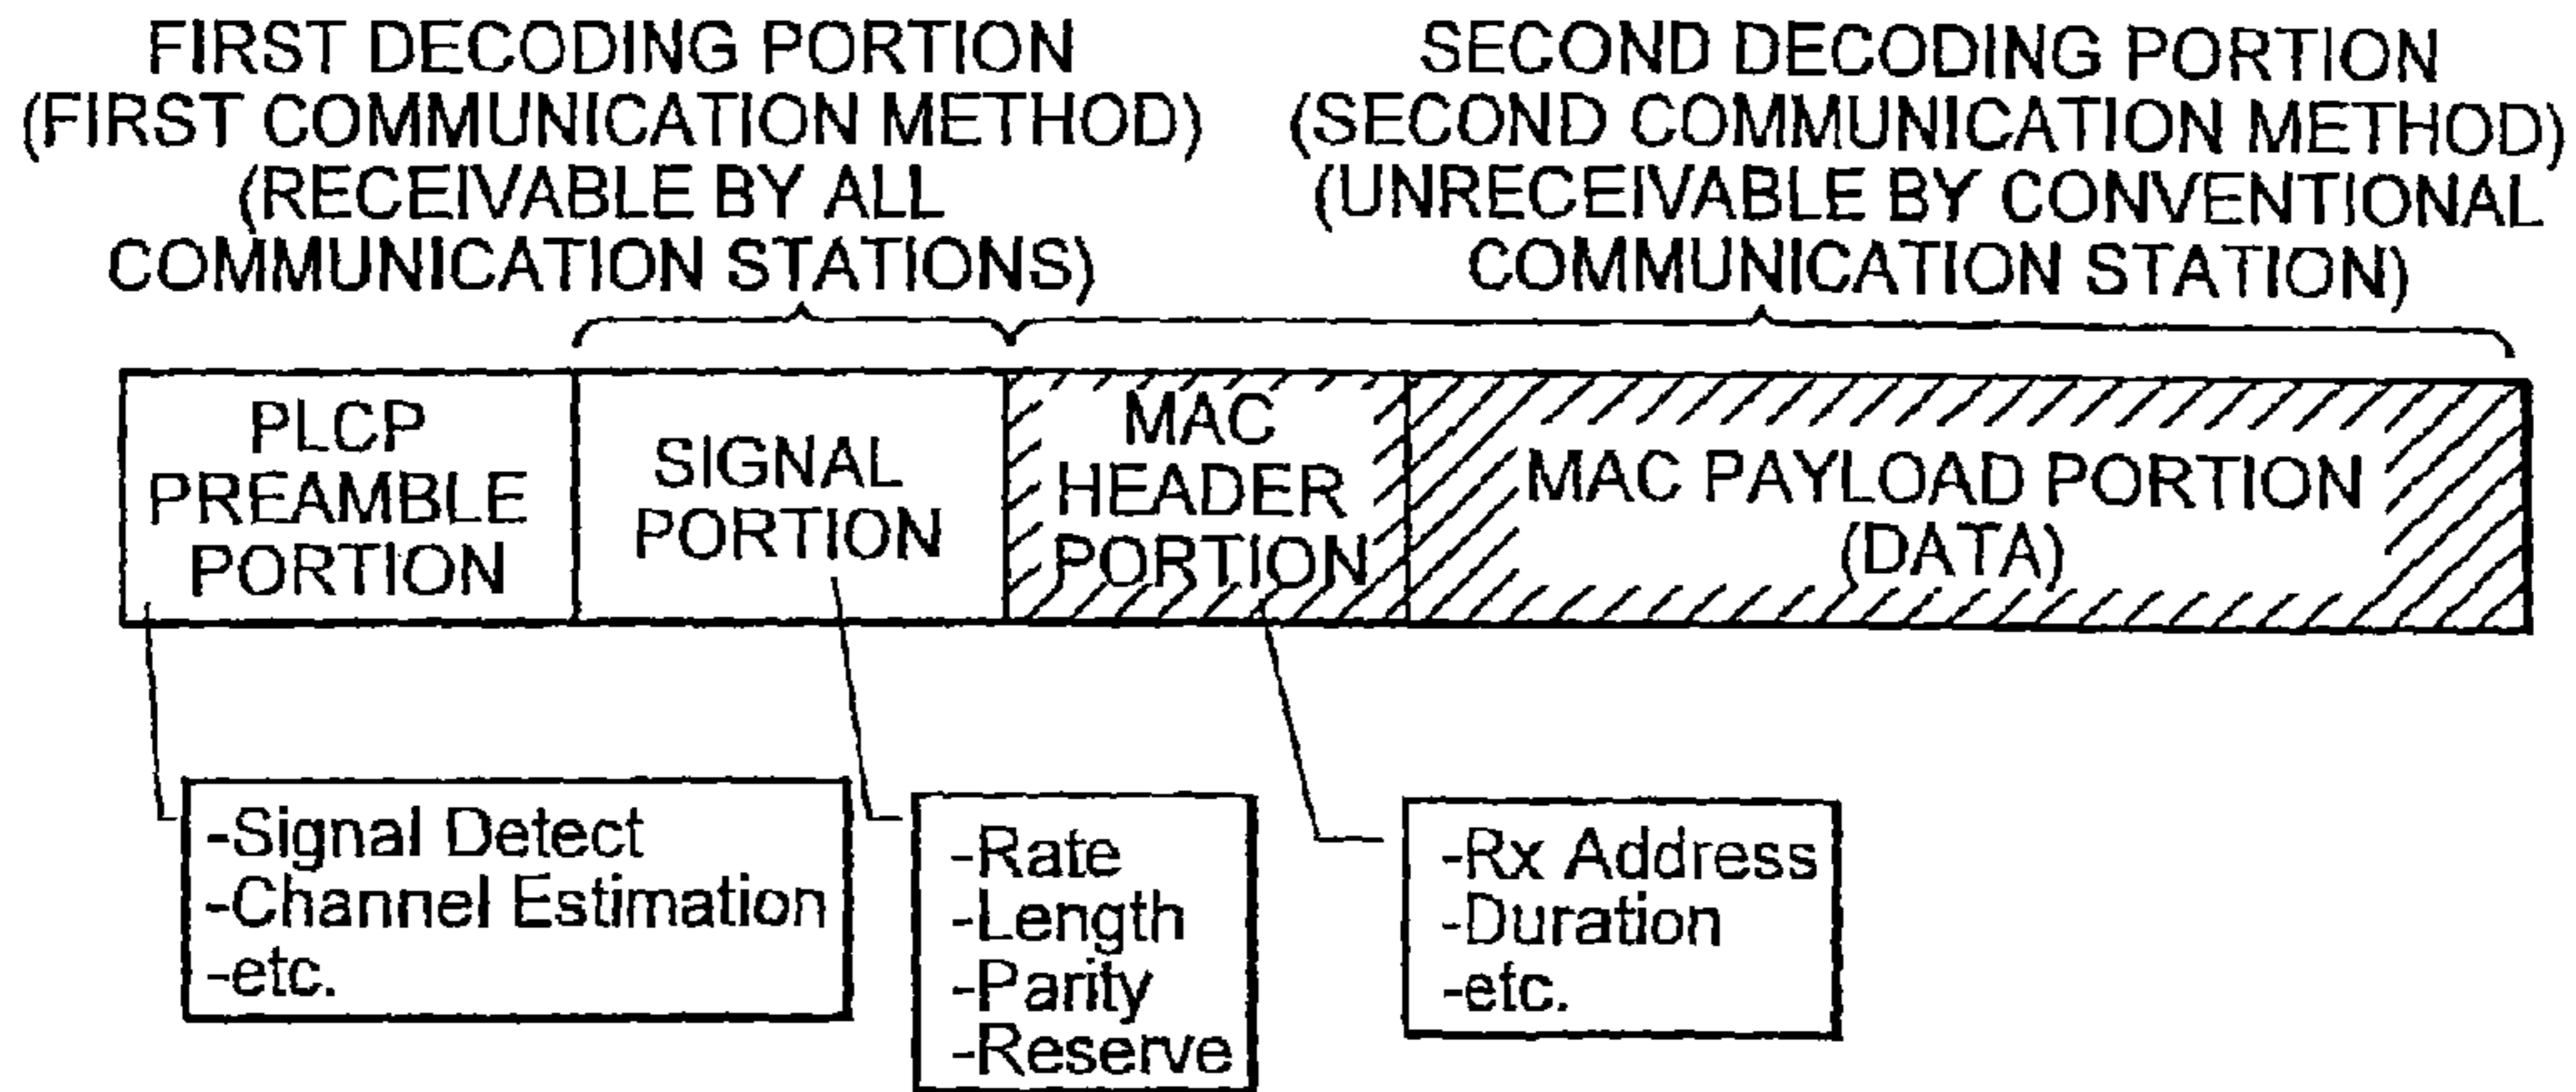 FIRST DECODING PORTION
(FIRST COMMUNICATION METHOD)
(RECEIVABLE BY ALL
COMMUNICATION STATIONS)
SECOND DECODING PORTION
(SECOND COMMUNICATION METHOD)
(UNRECEIVABLE BY CONVENTIONAL
COMMUNICATION STATION)
PLCP
PREAMBLE
PORTION
SIGNAL
PORTION
MAC
HEADER
PORTION
MAC PAYLOAD PORTION
(DATA)
-Signal Detect
-Channel Estimation
-etc.
-Rate
-Length
-Parity
-Reserve
-Rx Address
-Duration
-etc.